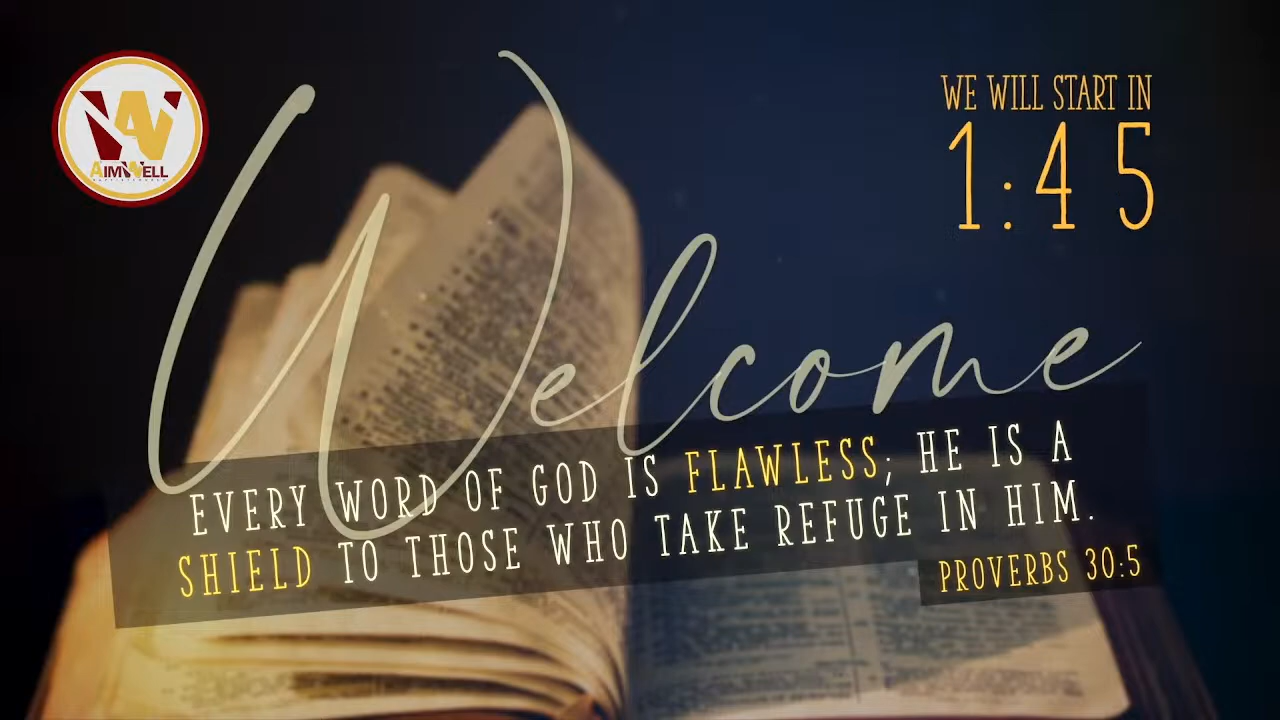 AIMWELL
WE WILL START IN
1:45
Welcome
EVERY WORD OF GOD IS FLAWLESS; HE IS A
SHIELD TO THOSE WHO TAKE REFUGE IN HIM.
PROVERBS 30:5